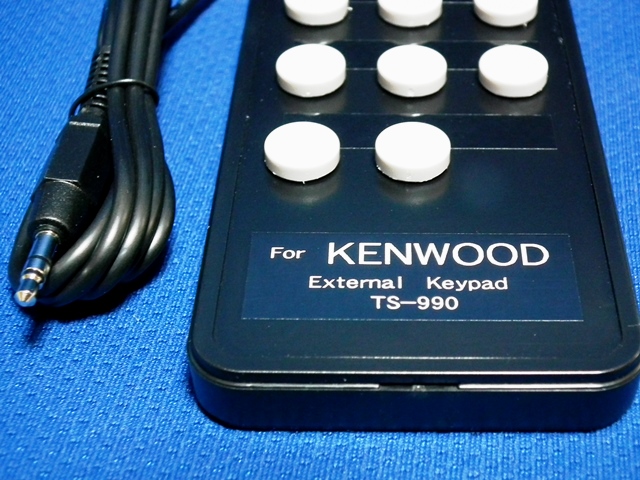 For KENWOOD
External Keypad
TS-990